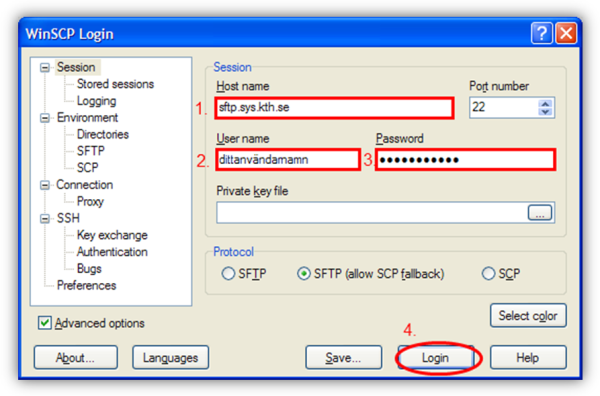 WinSCP Login
Session
Stored sessions
Logging
Environment
Directories
SFTP
SCP
Connection
Proxy
SSH
Key exchange
Authentication
Bugs
Preferences
Advanced options
Session
Host name Port number
1. sftp.sys.kth.se 22
User name Password
2. dittanvändarnamn 3 ●●●●●●●●●●●
Private key file
...
Protocol
SFTP SFTP (allow SCP fallback) SCP
Select color
4.
About... Languages Save... Login Help